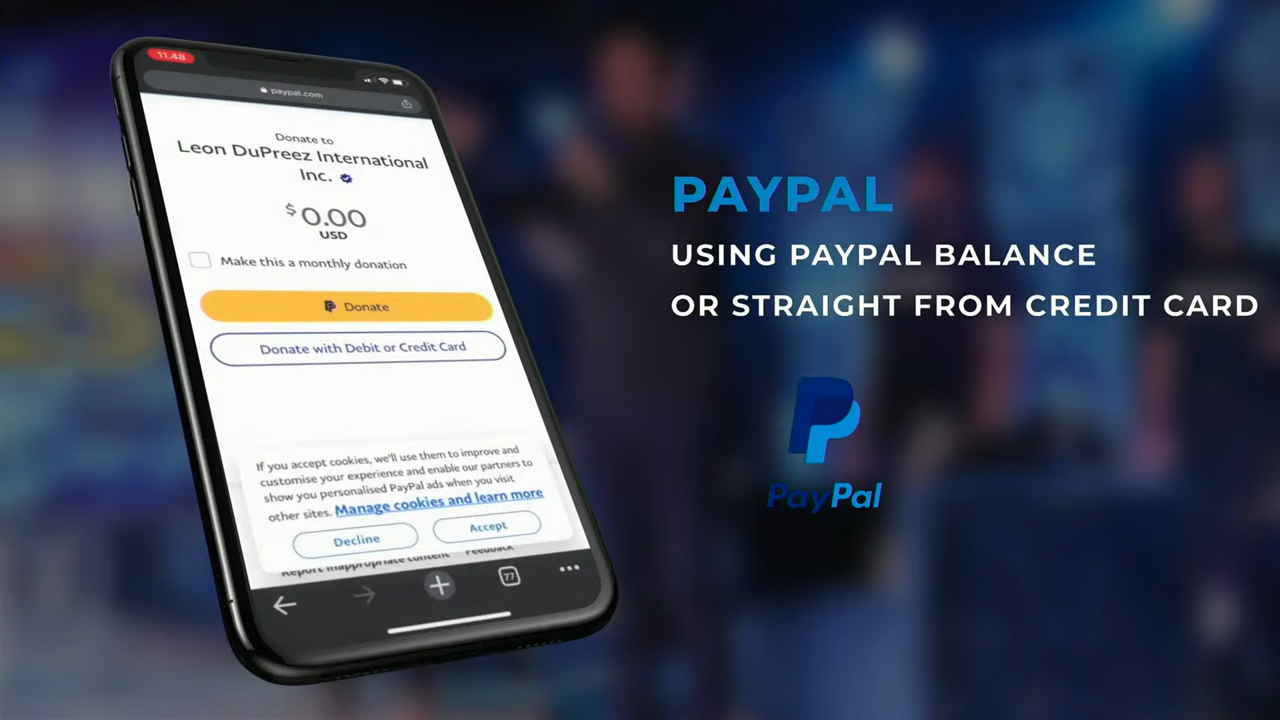 11.48
paypal.com
Donate to
Leon DuPreez International
Inc.
$0.00
USD
Make this a monthly donation
Donate
Donate with Debit or Credit Card
If you accept cookies, we'll use them to improve and
customise your experience and enable our partners to
show you personalised PayPal ads when you visit
other sites. Manage cookies and learn more
Decline
Accept
Report inappropriate content
Feedback
77
PAYPAL
USING PAYPAL BALANCE
OR STRAIGHT FROM CREDIT CARD
PayPal